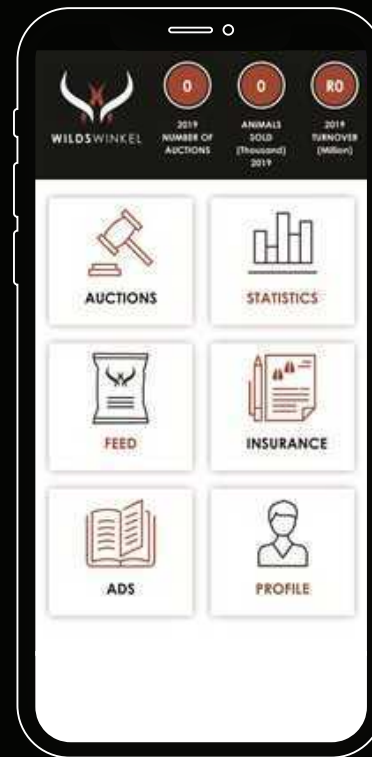 WILDSWINKEL
0
2019
NUMBER OF
AUCTIONS
0
ANIMALS
SOLD
(Thousand)
2019
R0
2019
TURNOVER
(Million)
AUCTIONS
STATISTICS
FEED
INSURANCE
ADS
PROFILE